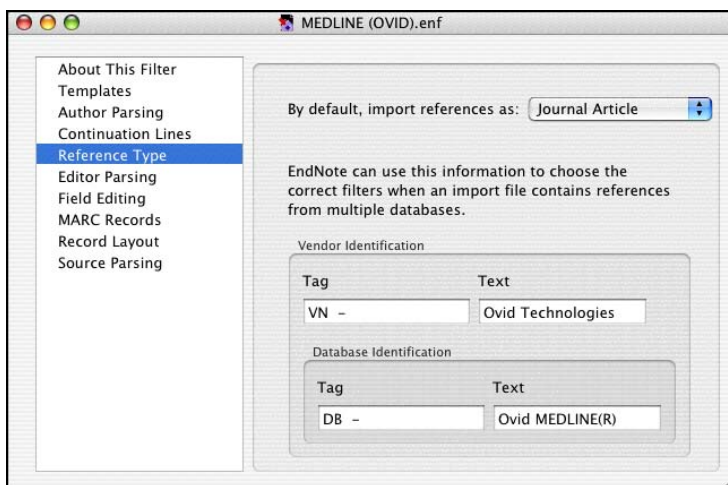 MEDLINE (OVID).enf
About This Filter
Templates
Author Parsing
Continuation Lines
Reference Type
Editor Parsing
Field Editing
MARC Records
Record Layout
Source Parsing
By default, import references as: Journal Article
EndNote can use this information to choose the
correct filters when an import file contains references
from multiple databases.
Vendor Identification
Tag Text
VN - Ovid Technologies
Database Identification
Tag Text
DB - Ovid MEDLINE(R)